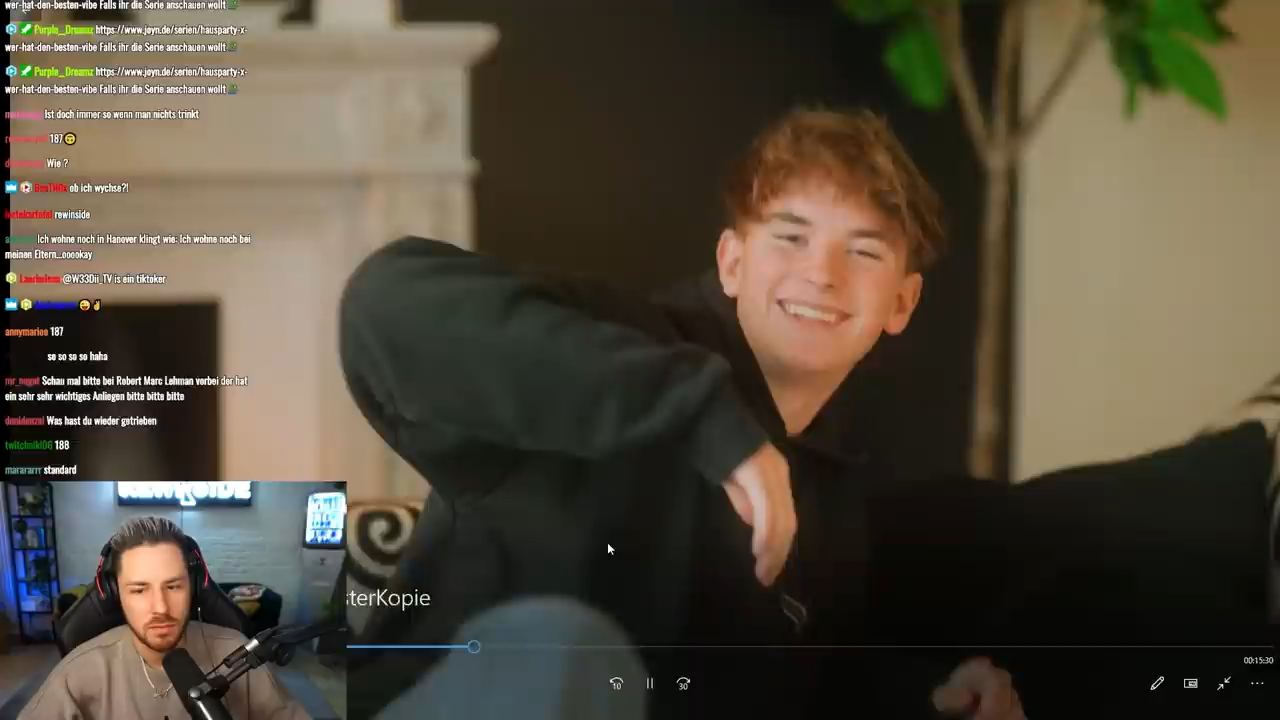 wer-hat-den-besten-vibe Falls ihr die Serie anschauen wollt
Purple_Dreamz https://www.joyn.de/serien/hausparty-x-
wer-hat-den-besten-vibe Falls ihr die Serie anschauen wollt
Purple_Dreamz https://www.joyn.de/serien/hausparty-x-
wer-hat-den-besten-vibe Falls ihr die Serie anschauen wollt
Ist doch immer so wenn man nichts trinkt
187
Wie ?
ob ich wychse?!
rewinside
Ich wohne noch in Hanover klingt wie: Ich wohne noch bei
meinen Eltern...ooookay
@W33Dii_TV is ein tiktoker
annymariee 187
so so so so haha
Schau mal bitte bei Robert Marc Lehman vorbei der hat
ein sehr sehr wichtiges Anliegen bitte bitte bitte
Was hast du wieder getrieben
twitchniki06 188
marararrr standard
REWINSIDE
sterKopie
00:15:30
10
30